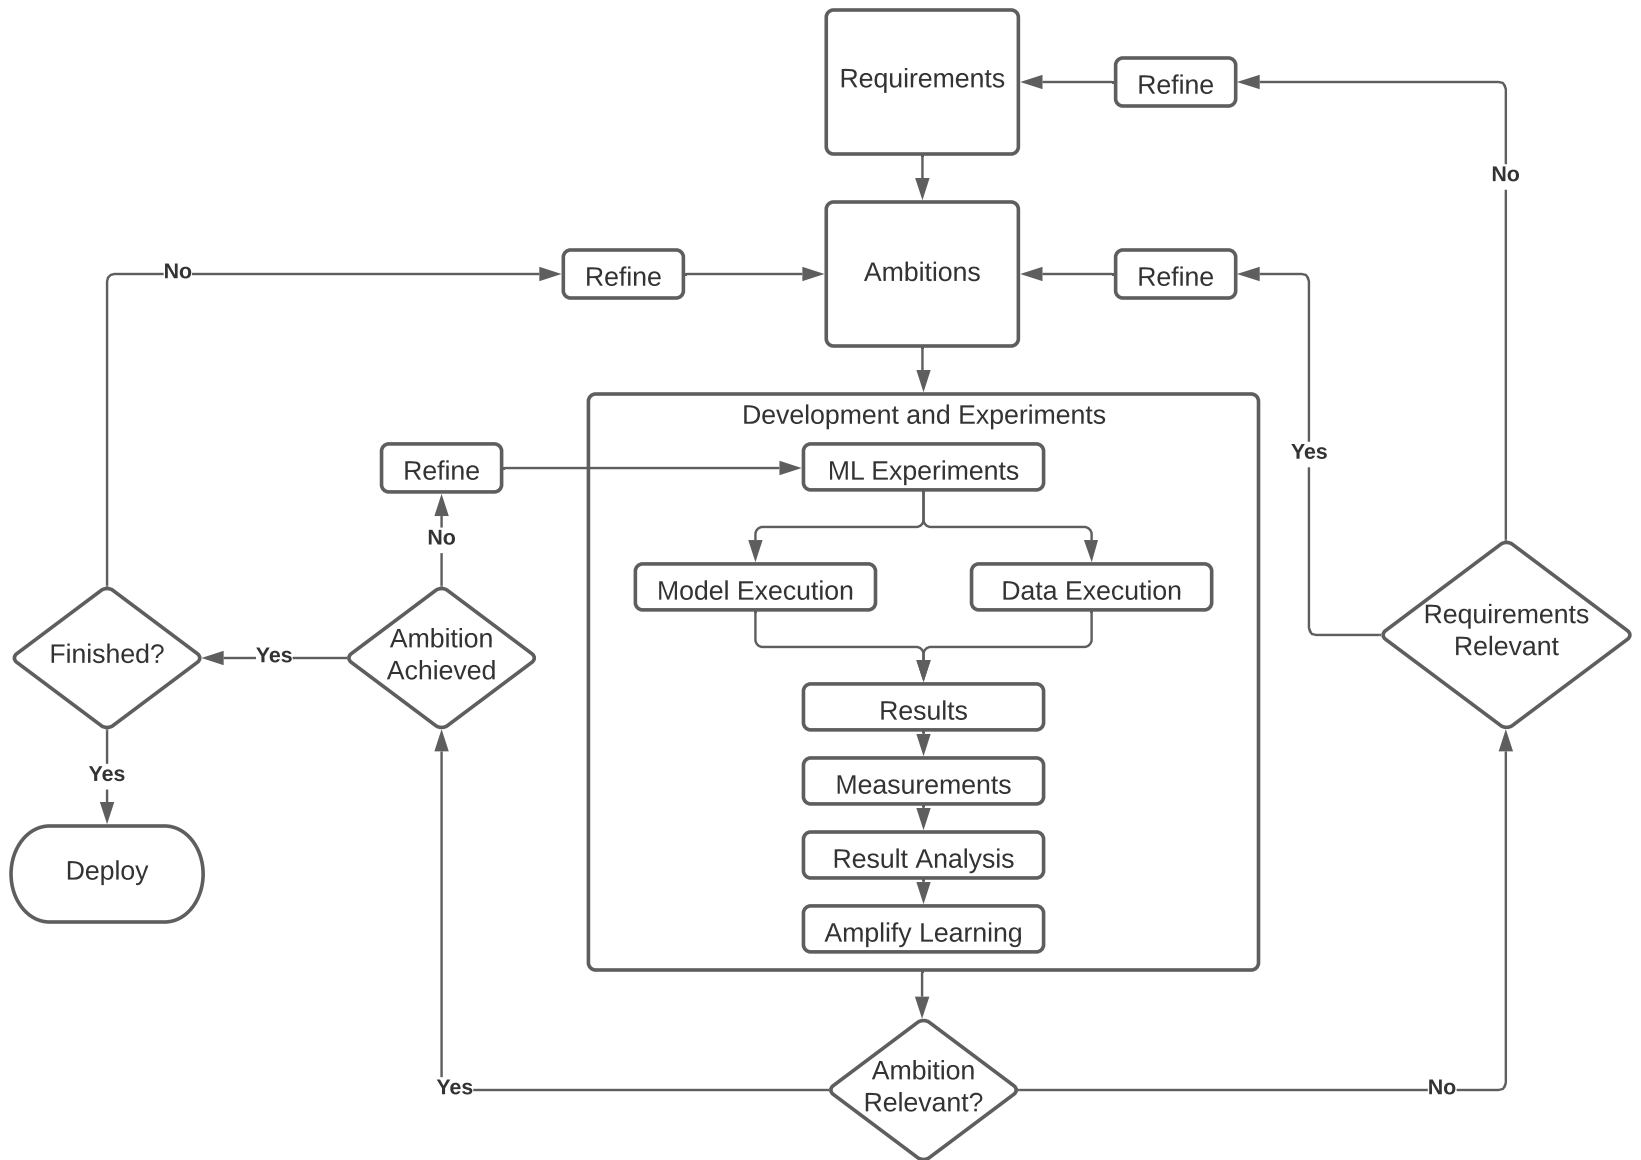 Requirements
Refine
No
Ambitions
Refine
Refine
No
Yes
Development and Experiments
ML Experiments
Refine
No
Model Execution
Data Execution
Requirements
Relevant
Finished?
Yes
Ambition
Achieved
Results
Measurements
Yes
Result Analysis
Deploy
Amplify Learning
Ambition
Relevant?
Yes
No